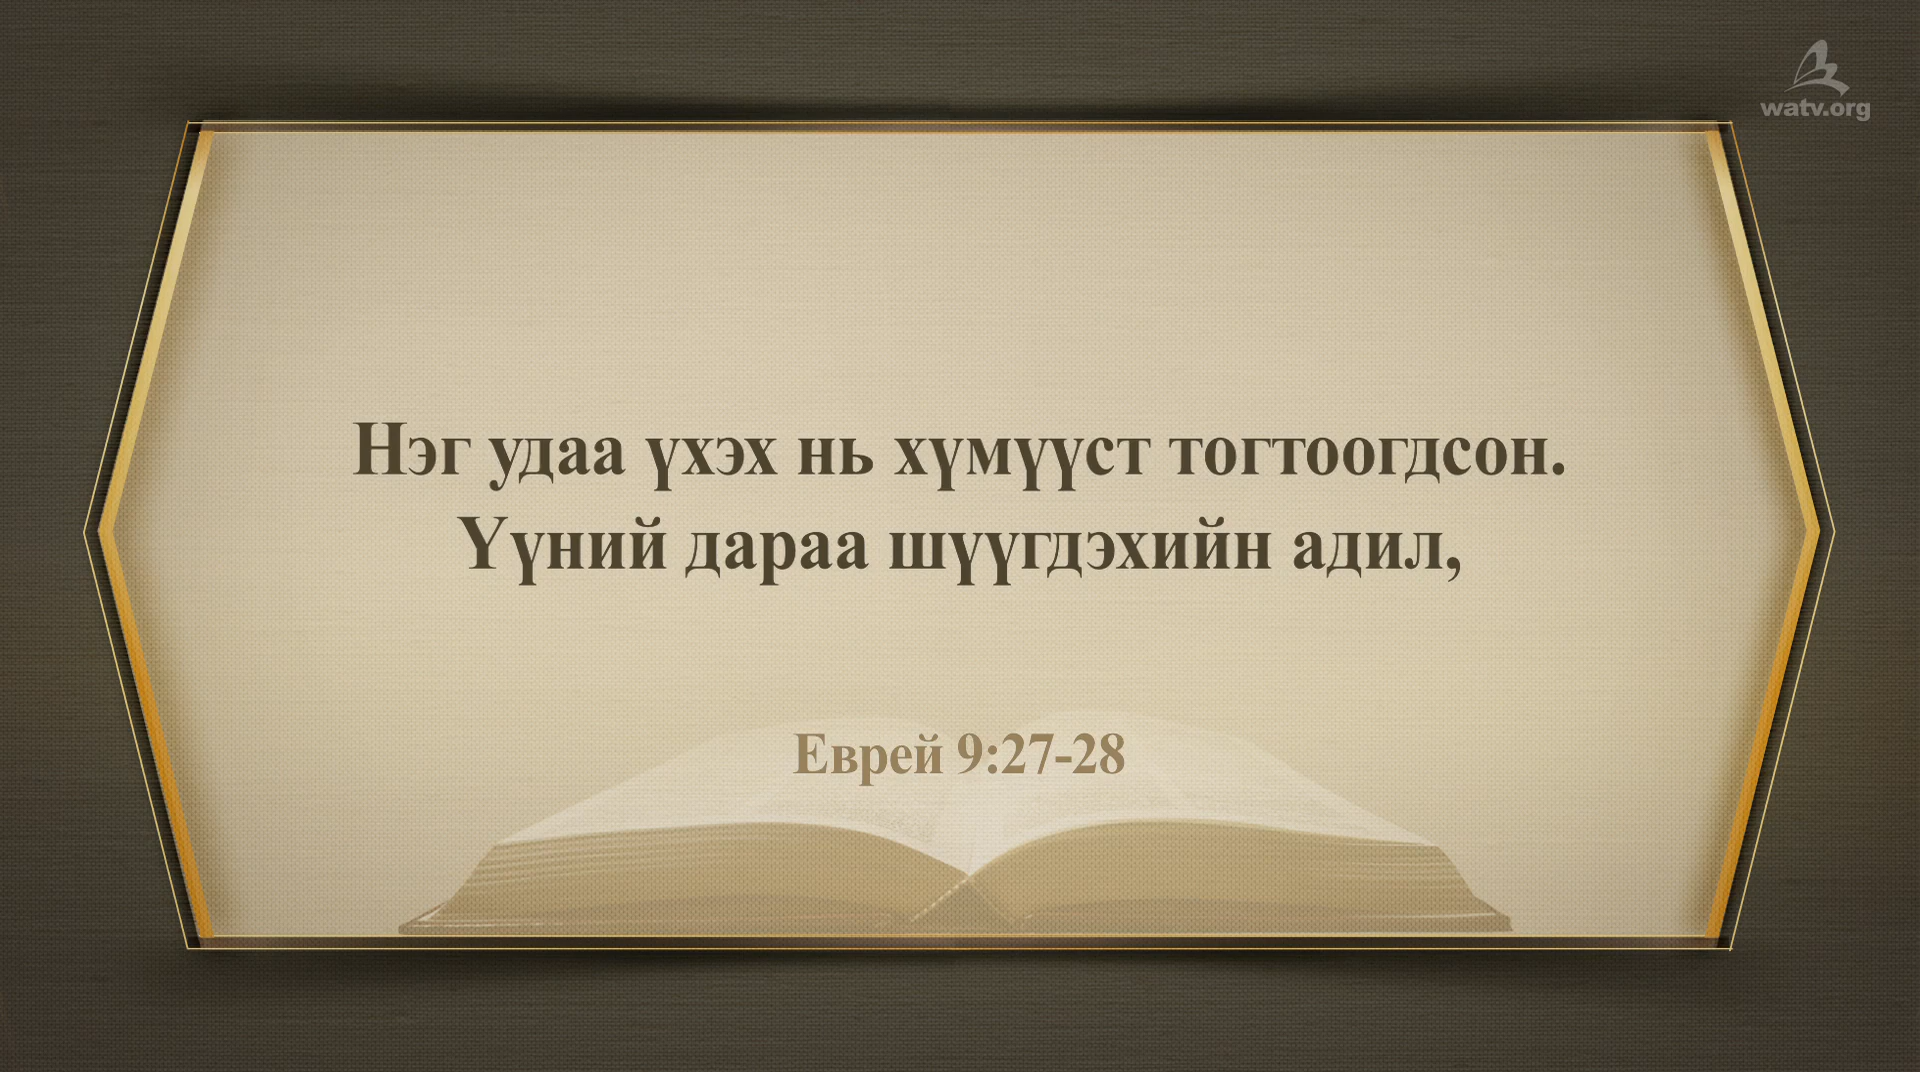 watv.org
Нэг удаа үхэх нь хүмүүст тогтоогдсон.
Үүний дараа шүүгдэхийн адил,
Еврей 9:27-28